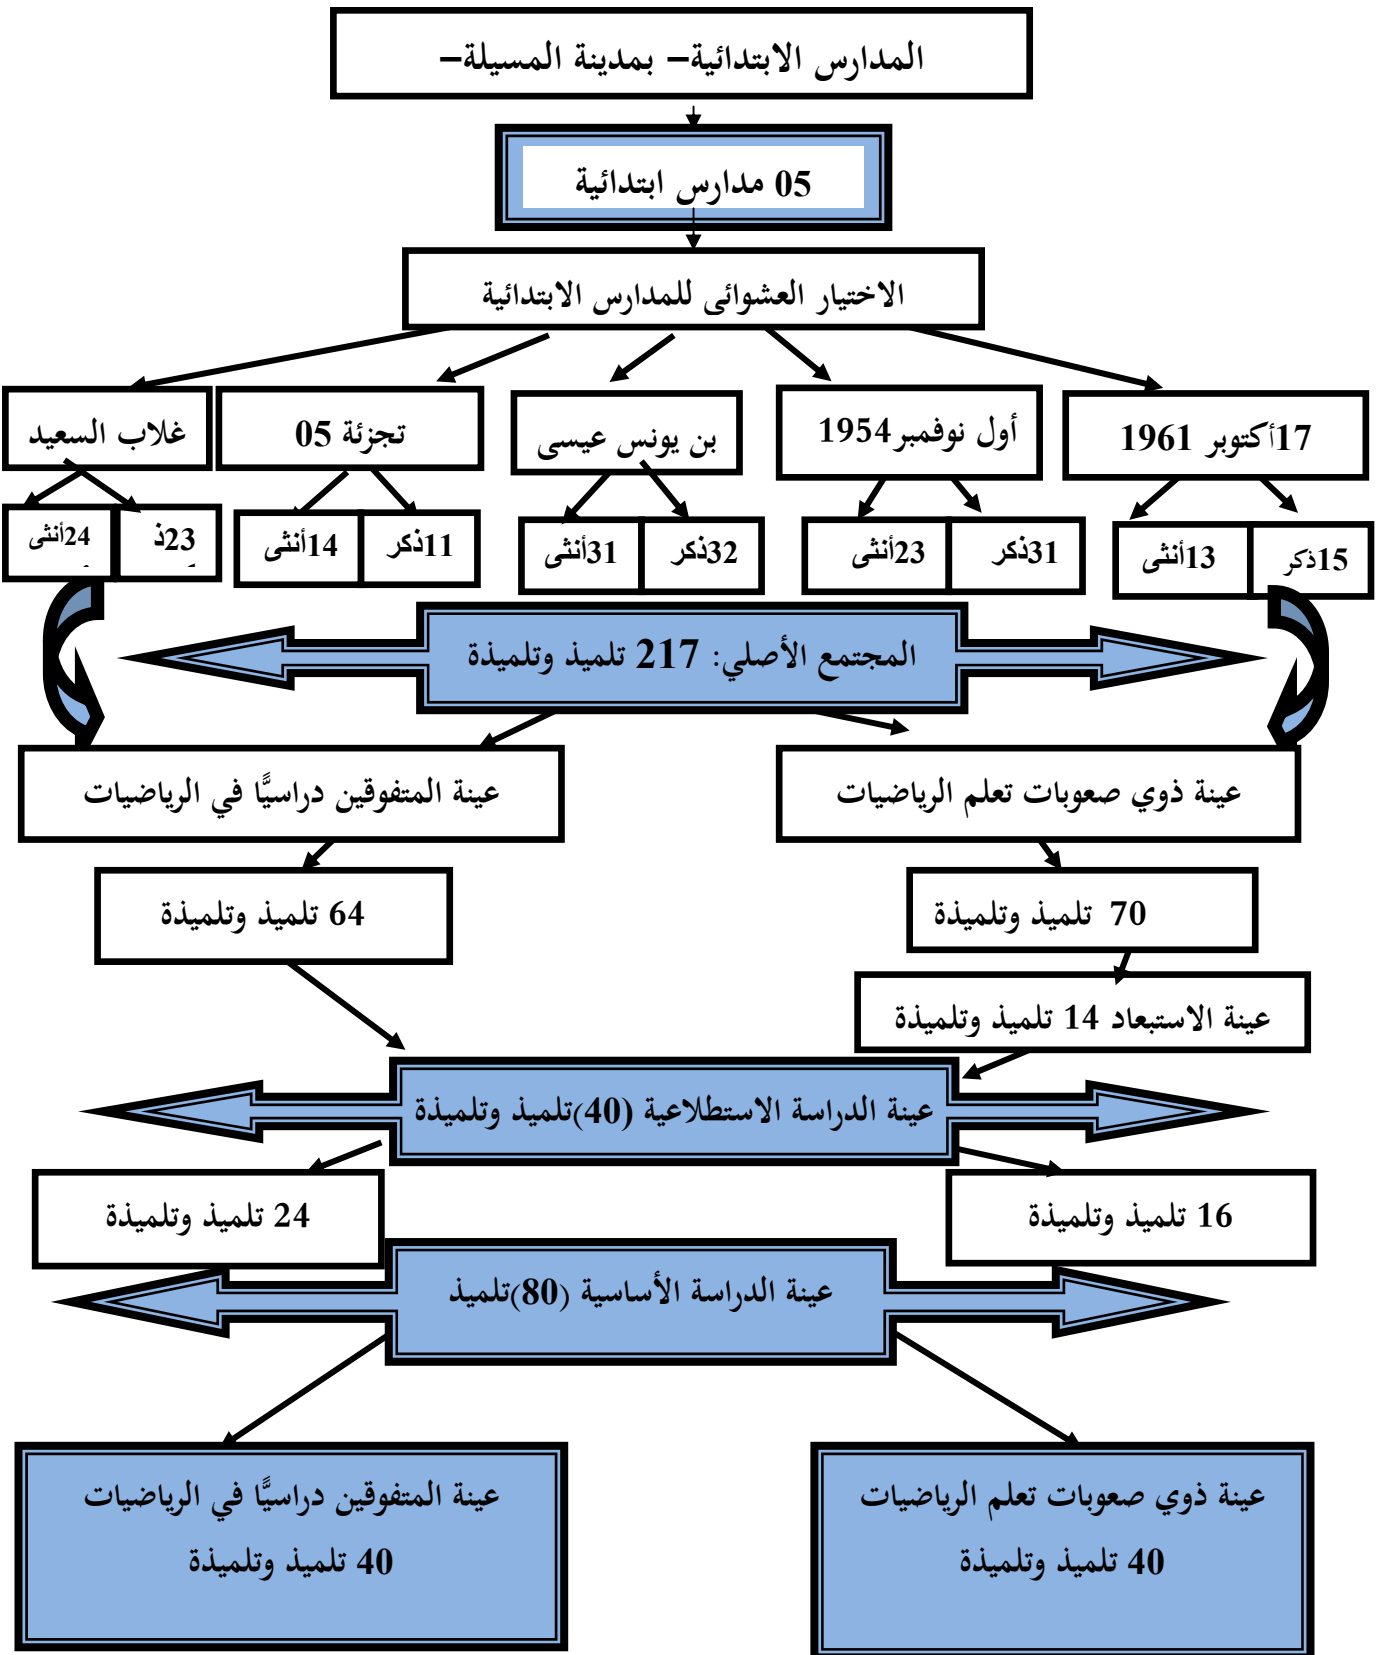 المدارس الابتدائية– بمدينة المسيلة–
05 مدارس ابتدائية
الاختيار العشوائى للمدارس الابتدائية
17أكتوبر 1961
أول نوفمبر1954
بن يونس عيسى
تجزئة 05
غلاب السعيد
15ذكر
13أنثى
31ذكر
23أنثى
32ذكر
31أنثى
11ذكر
14أنثى
23ذ
24أنثى
المجتمع الأصلي: 217 تلميذ وتلميذة
عينة ذوي صعوبات تعلم الرياضيات
عينة المتفوقين دراسيًّا في الرياضيات
70 تلميذ وتلميذة
64 تلميذ وتلميذة
عينة الاستبعاد 14 تلميذ وتلميذة
عينة الدراسة الاستطلاعية (40)تلميذ وتلميذة
16 تلميذ وتلميذة
24 تلميذ وتلميذة
عينة الدراسة الأساسية (80)تلميذ
عينة ذوي صعوبات تعلم الرياضيات
40 تلميذ وتلميذة
عينة المتفوقين دراسيًّا في الرياضيات
40 تلميذ وتلميذة